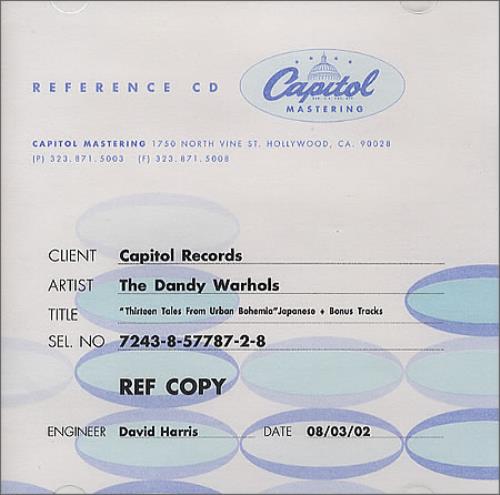 REFERENCE CD
Capitol
MASTERING
CAPITOL MASTERING 1750 NORTH VINE ST. HOLLYWOOD, CA. 90028
(P) 323.871.5003 (F) 323.871.5008
CLIENT Capitol Records
ARTIST The Dandy Warhols
TITLE "Thirteen Tales From Urban Bohemia"Japanese + Bonus Tracks
SEL. NO 7243-8-57787-2-8
REF COPY
ENGINEER David Harris DATE 08/03/02